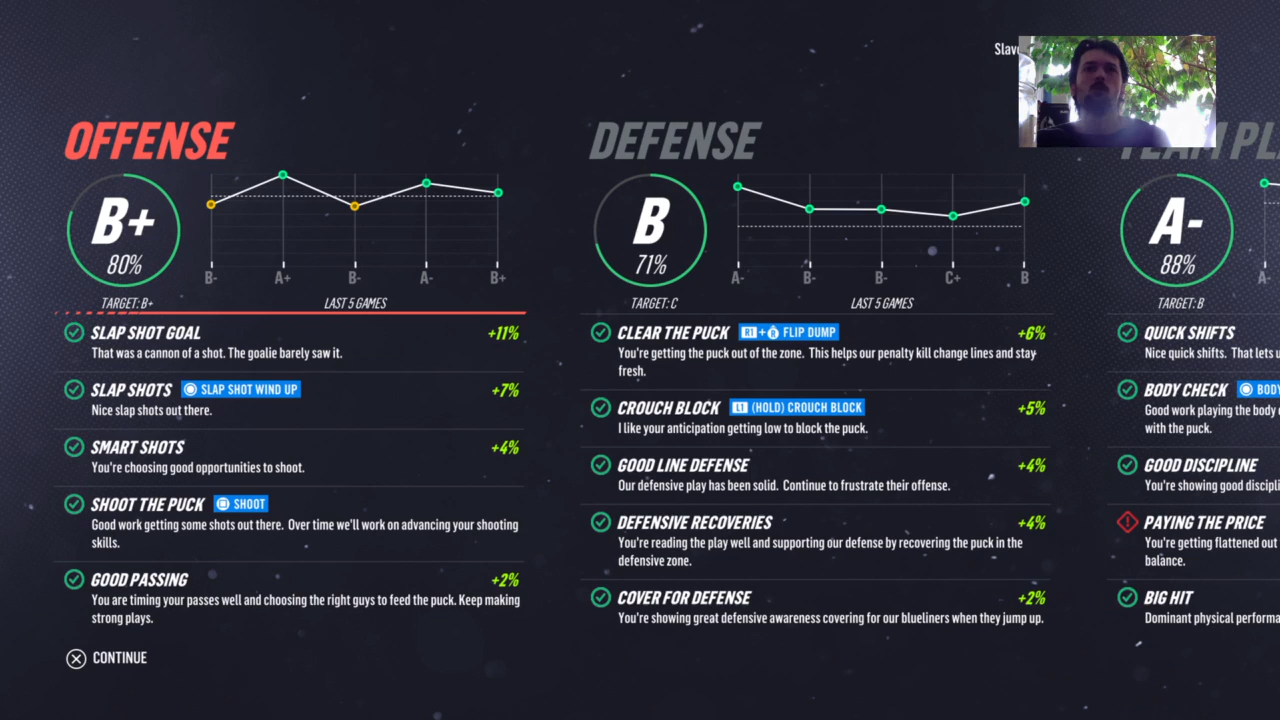 Slav
OFFENSE
B+
80%
TARGET: B+
B-
A+
B-
A-
B+
LAST 5 GAMES
SLAP SHOT GOAL +11%
That was a cannon of a shot. The goalie barely saw it.
SLAP SHOTS SLAP SHOT WIND UP +7%
Nice slap shots out there.
SMART SHOTS +4%
You're choosing good opportunities to shoot.
SHOOT THE PUCK SHOOT
Good work getting some shots out there. Over time we'll work on advancing your shooting
skills.
GOOD PASSING +2%
You are timing your passes well and choosing the right guys to feed the puck. Keep making
strong plays.
CONTINUE
DEFENSE
B
71%
TARGET: C
A-
B-
B-
C+
B
LAST 5 GAMES
CLEAR THE PUCK R1 + R FLIP DUMP +6%
You're getting the puck out of the zone. This helps our penalty kill change lines and stay
fresh.
CROUCH BLOCK L1 (HOLD) CROUCH BLOCK +5%
I like your anticipation getting low to block the puck.
GOOD LINE DEFENSE +4%
Our defensive play has been solid. Continue to frustrate their offense.
DEFENSIVE RECOVERIES +4%
You're reading the play well and supporting our defense by recovering the puck in the
defensive zone.
COVER FOR DEFENSE +2%
You're showing great defensive awareness covering for our blueliners when they jump up.
TEAM PL
A-
88%
TARGET: B
A-
QUICK SHIFTS
Nice quick shifts. That lets u
BODY CHECK BODY
Good work playing the body
with the puck.
GOOD DISCIPLINE
You're showing good discipli
PAYING THE PRICE
You're getting flattened out
balance.
BIG HIT
Dominant physical performa